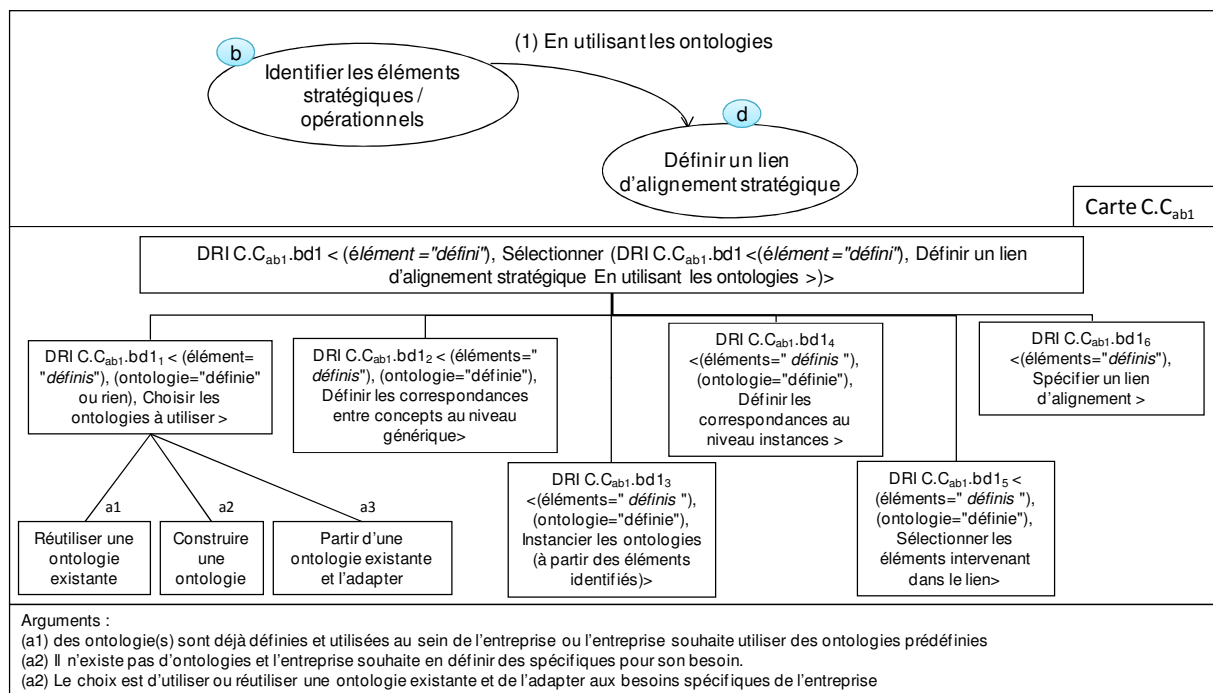 (1) En utilisant les ontologies
b
Identifier les éléments
stratégiques /
opérationnels
d
Définir un lien
d'alignement stratégique
Carte C.Cab1
DRI C.Cab1.bd1 < (élément ="défini"), Sélectionner (DRI C.Cab1.bd1 <(élément ="défini"), Définir un lien
d'alignement stratégique En utilisant les ontologies >)>
DRI C.Cab1.bd11 < (élément=
"définis"), (ontologie="définie"
ou rien), Choisir les
ontologies à utiliser >
DRI C.Cab1.bd12 < (éléments="
définis"), (ontologie="définie"),
Définir les correspondances
entre concepts au niveau
générique>
DRI C.Cab1.bd14
<(éléments=" définis "),
(ontologie="définie"),
Définir les
correspondances au
niveau instances >
DRI C.Cab1.bd16
<(éléments="définis"),
Spécifier un lien
d'alignement >
DRI C.Cab1.bd13
<(éléments=" définis "),
(ontologie="définie"),
Instancier les ontologies
(à partir des éléments
identifiés)>
DRI C.Cab1.bd15 <
(éléments=" définis "),
(ontologie="définie"),
Sélectionner les
éléments intervenant
dans le lien>
a1
a2
a3
Réutiliser une
ontologie
existante
Construire
une
ontologie
Partir d'une
ontologie existante
et l'adapter
Arguments :
(a1) des ontologie(s) sont déjà définies et utilisées au sein de l'entreprise ou l'entreprise souhaite utiliser des ontologies prédéfinies
(a2) Il n'existe pas d'ontologies et l'entreprise souhaite en définir des spécifiques pour son besoin.
(a2) Le choix est d'utiliser ou réutiliser une ontologie existante et de l'adapter aux besoins spécifiques de l'entreprise